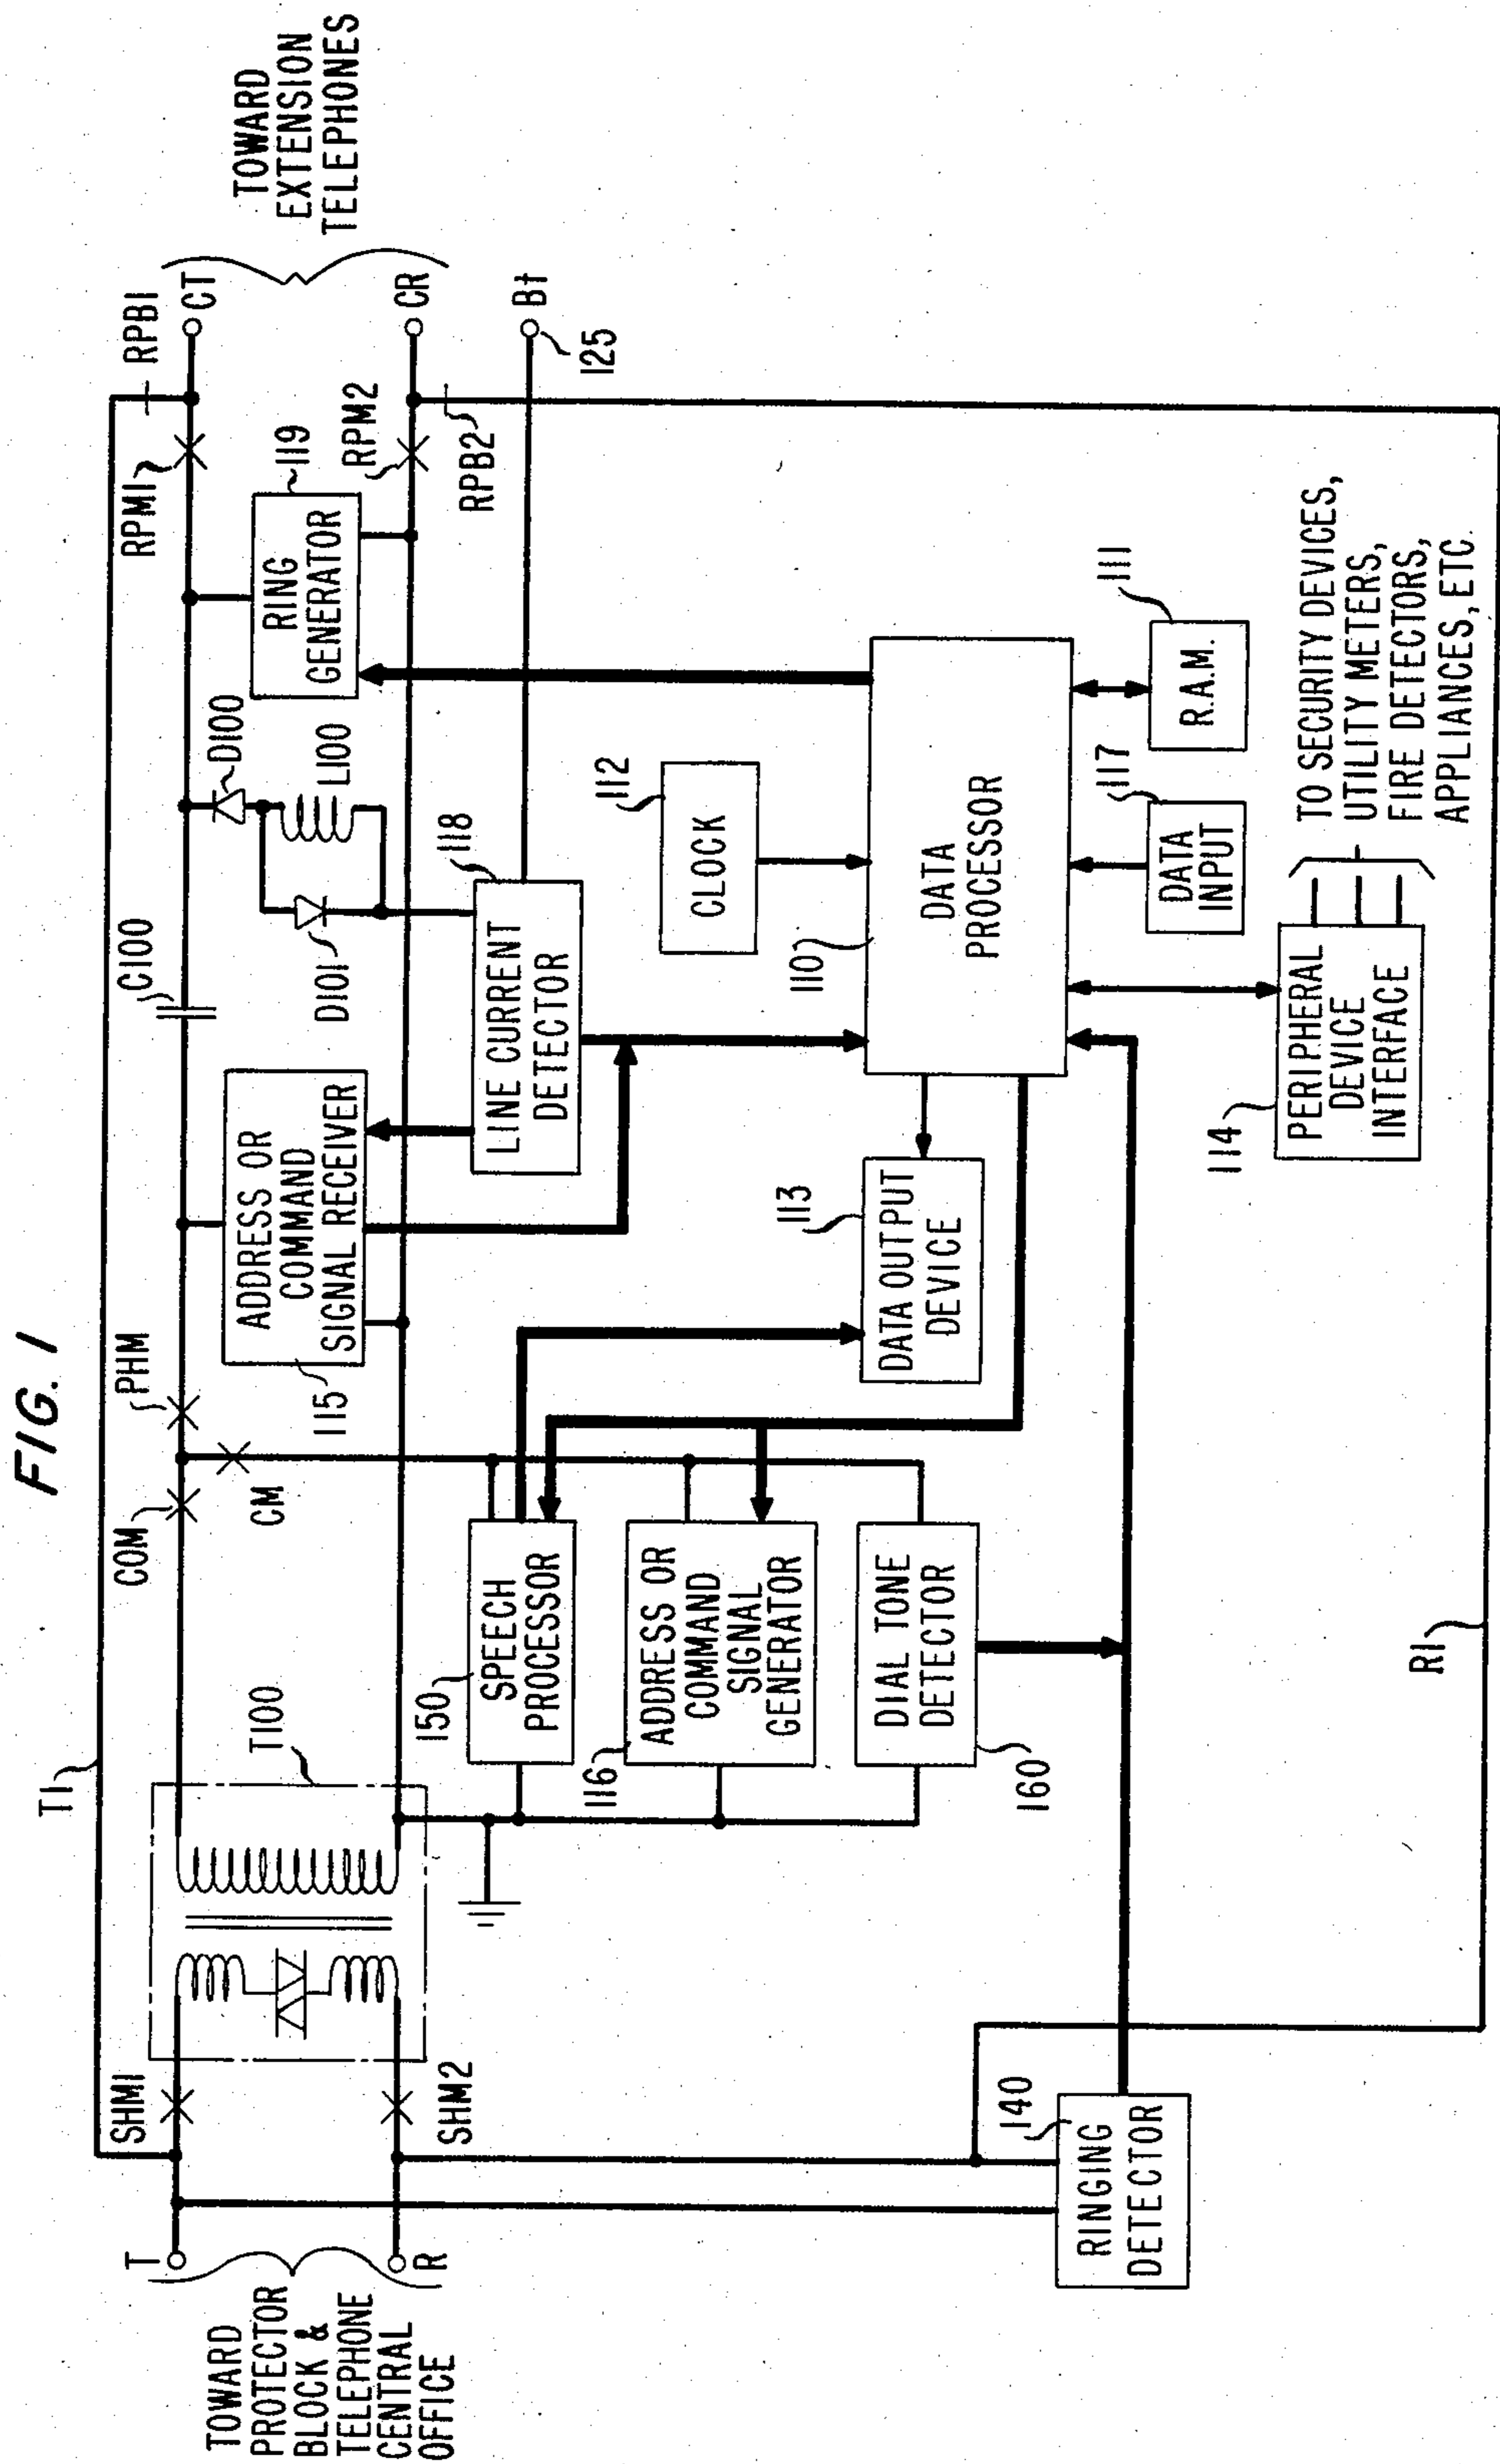 FIG. 1
T1
TOWARD
PROTECTOR
BLOCK &
TELEPHONE
CENTRAL
OFFICE
T
R
SHM1
SHM2
T100
COM
CM
PHM
115
ADDRESS OR
COMMAND
SIGNAL RECEIVER
C100
D100
L100
D101
118
LINE CURRENT
DETECTOR
RING
GENERATOR
119
RPM1
RPM2
RPB1
RPB2
CT
CR
B+
125
TOWARD
EXTENSION
TELEPHONES
150
SPEECH
PROCESSOR
116
ADDRESS OR
COMMAND
SIGNAL
GENERATOR
DIAL TONE
DETECTOR
160
113
DATA OUTPUT
DEVICE
112
CLOCK
110
DATA
PROCESSOR
111
R.A.M.
117
DATA
INPUT
114
PERIPHERAL
DEVICE
INTERFACE
TO SECURITY DEVICES,
UTILITY METERS,
FIRE DETECTORS,
APPLIANCES, ETC.
140
RINGING
DETECTOR
R1